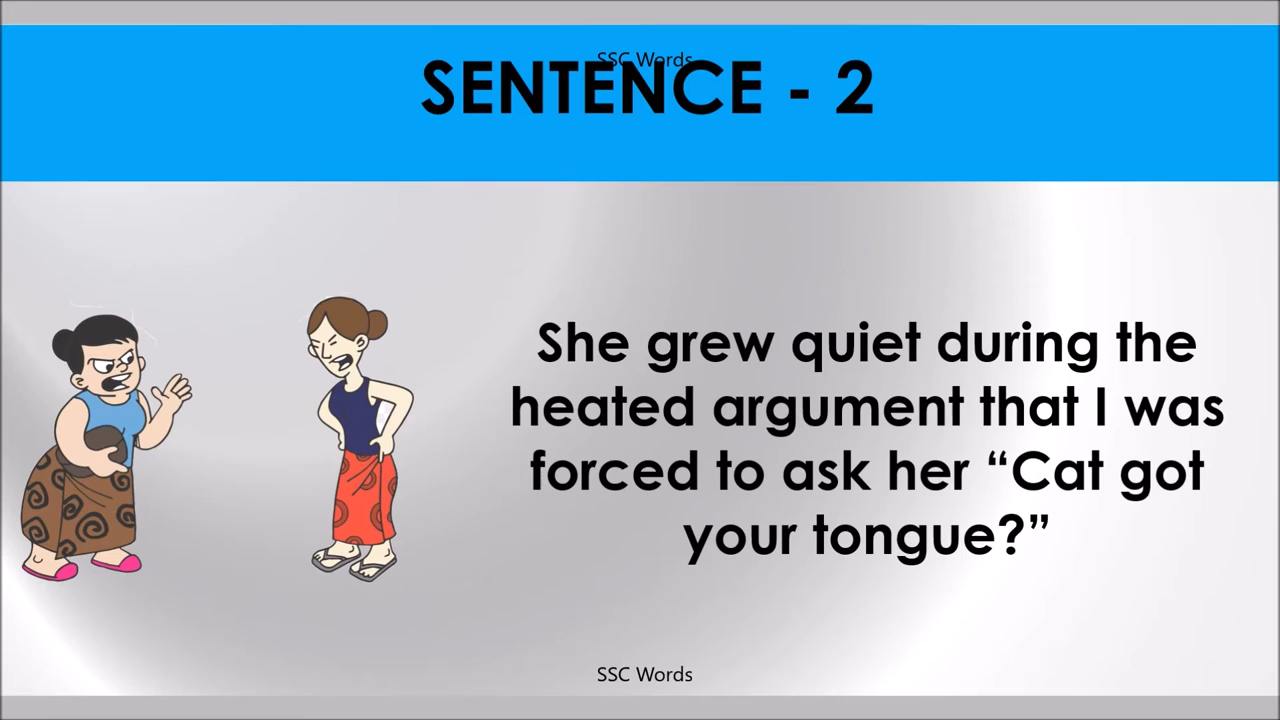 SSC Words
SENTENCE - 2
She grew quiet during the
heated argument that I was
forced to ask her “Cat got
your tongue?”
SSC Words